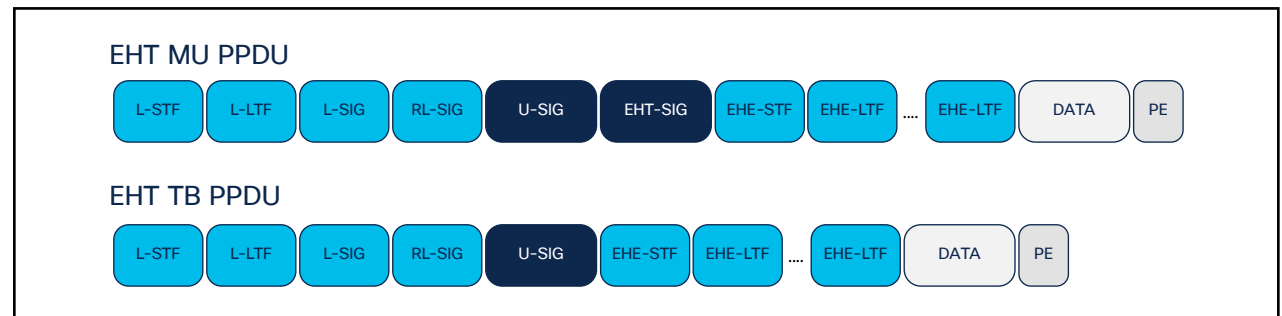 EHT MU PPDU
L-STF L-LTF L-SIG RL-SIG U-SIG EHT-SIG EHE-STF EHE-LTF .... EHE-LTF DATA PE
EHT TB PPDU
L-STF L-LTF L-SIG RL-SIG U-SIG EHE-STF EHE-LTF .... EHE-LTF DATA PE